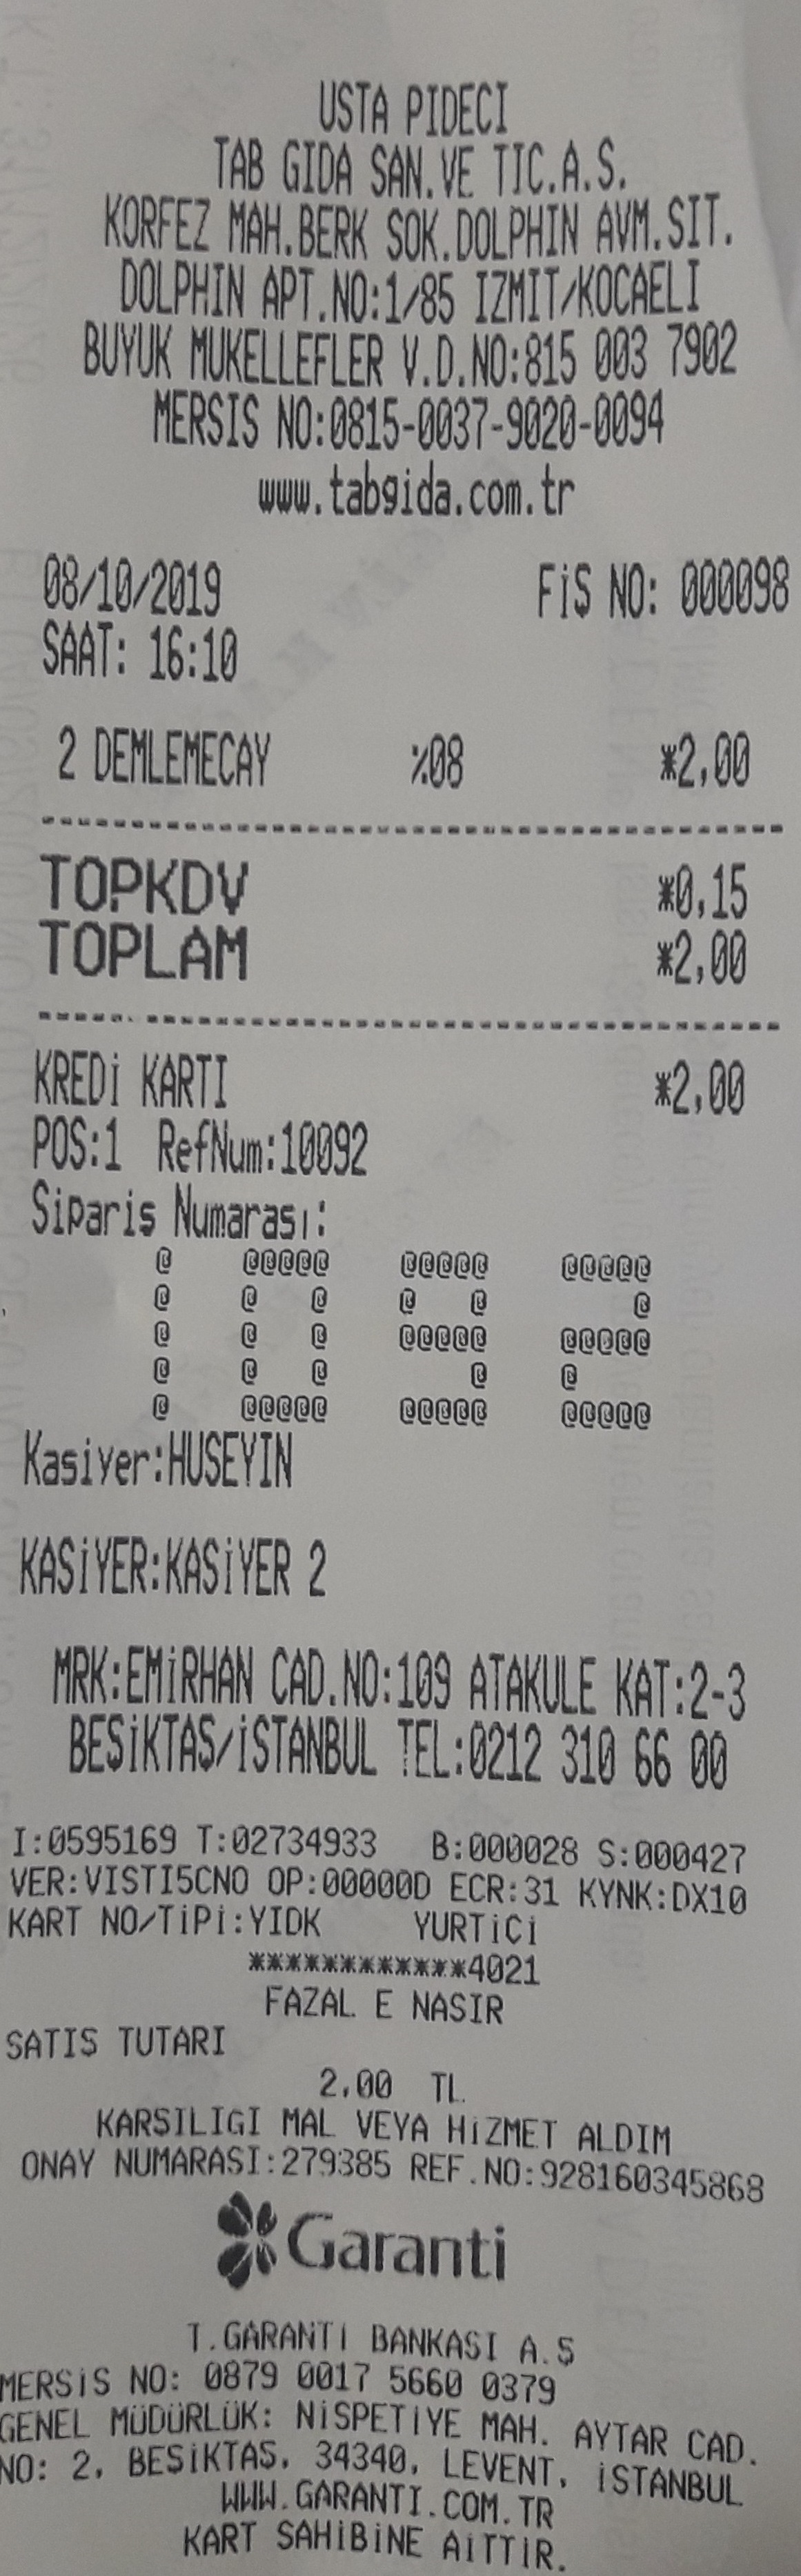 USTA PIDECI
TAB GIDA SAN.VE TIC.A.S.
KORFEZ MAH.BERK SOK.DOLPHIN AVM.SIT.
DOLPHIN APT.NO:1/85 IZMIT/KOCAELI
BUYUK MUKELLEFLER V.D.NO:815 003 7902
MERSIS NO:0815-0037-9020-0094
www.tabgida.com.tr
08/10/2019 FİŞ NO: 000098
SAAT: 16:10
2 DEMLEMECAY %08 *2,00
TOPKDV *0,15
TOPLAM *2,00
KREDİ KARTI *2,00
POS:1 RefNum:10092
Sipariş Numarası:
1092
Kasiyer:HUSEYIN
KASİYER:KASİYER 2
MRK:EMİRHAN CAD.NO:109 ATAKULE KAT:2-3
BESİKTAS/İSTANBUL TEL:0212 310 66 00
I:0595169 T:02734933 B:000028 S:000427
VER:VISTI5CNO OP:00000D ECR:31 KYNK:DX10
KART NO/TİPİ:YIDK YURTİCİ
************4021
FAZAL E NASIR
SATIS TUTARI
2,00 TL
KARSILIGI MAL VEYA HİZMET ALDIM
ONAY NUMARASI:279385 REF.NO:928160345868
Garanti
T.GARANTİ BANKASI A.Ş
MERSİS NO: 0879 0017 5660 0379
GENEL MÜDÜRLÜK: NİSPETİYE MAH. AYTAR CAD.
NO: 2, BEŞİKTAŞ, 34340, LEVENT, İSTANBUL
WWW.GARANTI.COM.TR
KART SAHİBİNE AİTTİR.